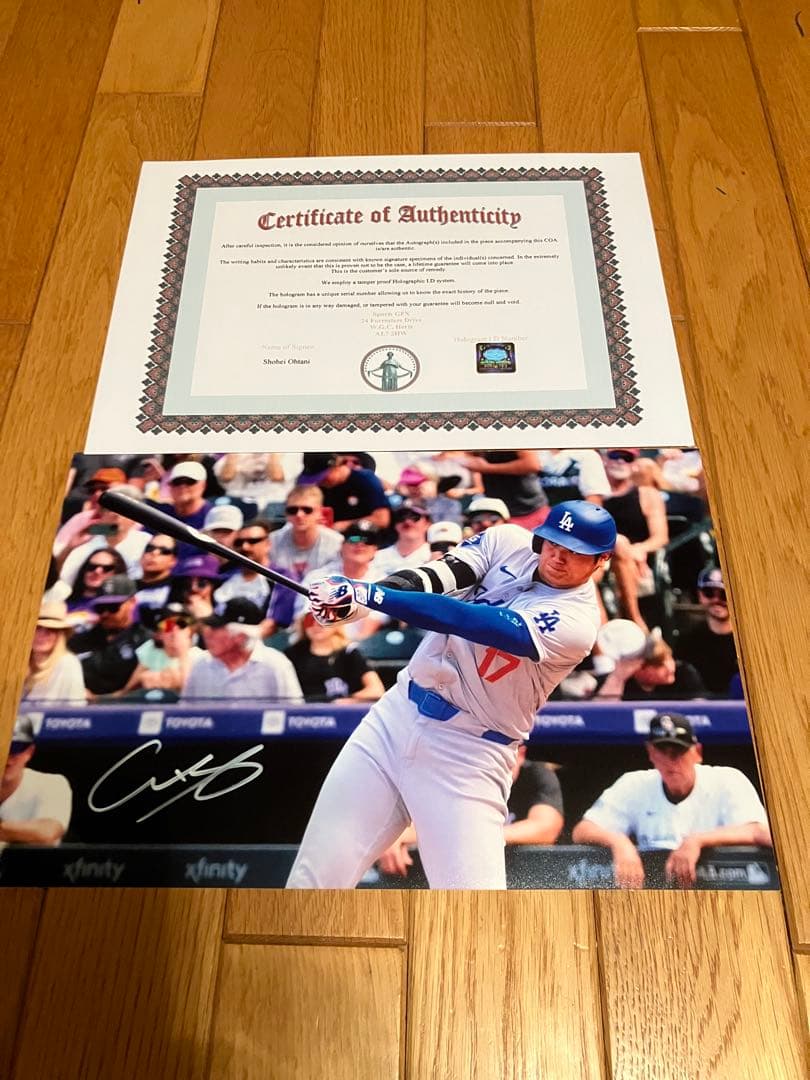 Certificate of Authenticity
After careful inspection, it is the considered opinion of ourselves that the Autograph(s) included in the piece accompanying this COA
is/are authentic.
The writing habits and characteristics are consistent with known signature specimens of the individual(s) concerned. In the extremely
unlikely event that this is proven not to be the case, a lifetime guarantee will come into place.
This is the customer's sole source of remedy.
We employ a tamper proof Holographic I.D system.
The hologram has a unique serial number allowing us to know the exact history of the piece.
If the hologram is in any way damaged, or tampered with your guarantee will become null and void.
Sports GFX
W.G.C, Herts
Name of Signer
Hologram I D Number
Shohei Ohtani
LA
LA
17
TOYOTA
TOYOTA
TOYOTA
TOYOTA
xfinity
xfinity